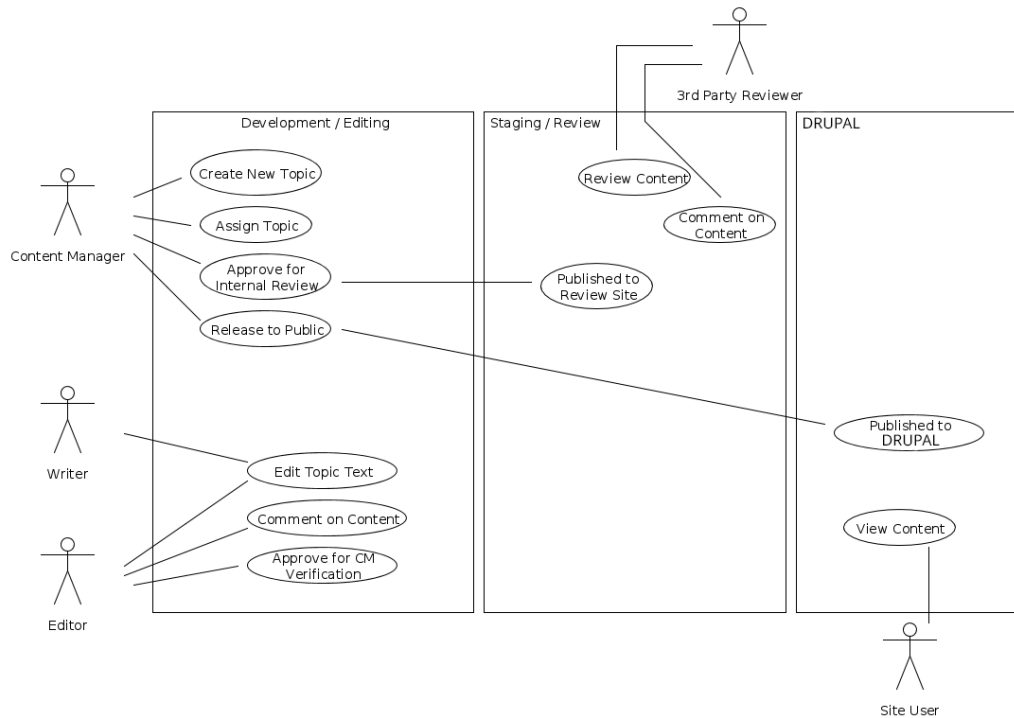 3rd Party Reviewer
Development / Editing
Staging / Review
DRUPAL
Create New Topic
Review Content
Assign Topic
Comment on
Content
Content Manager
Approve for
Internal Review
Published to
Review Site
Release to Public
Published to
DRUPAL
Writer
Edit Topic Text
Comment on Content
View Content
Approve for CM
Verification
Editor
Site User